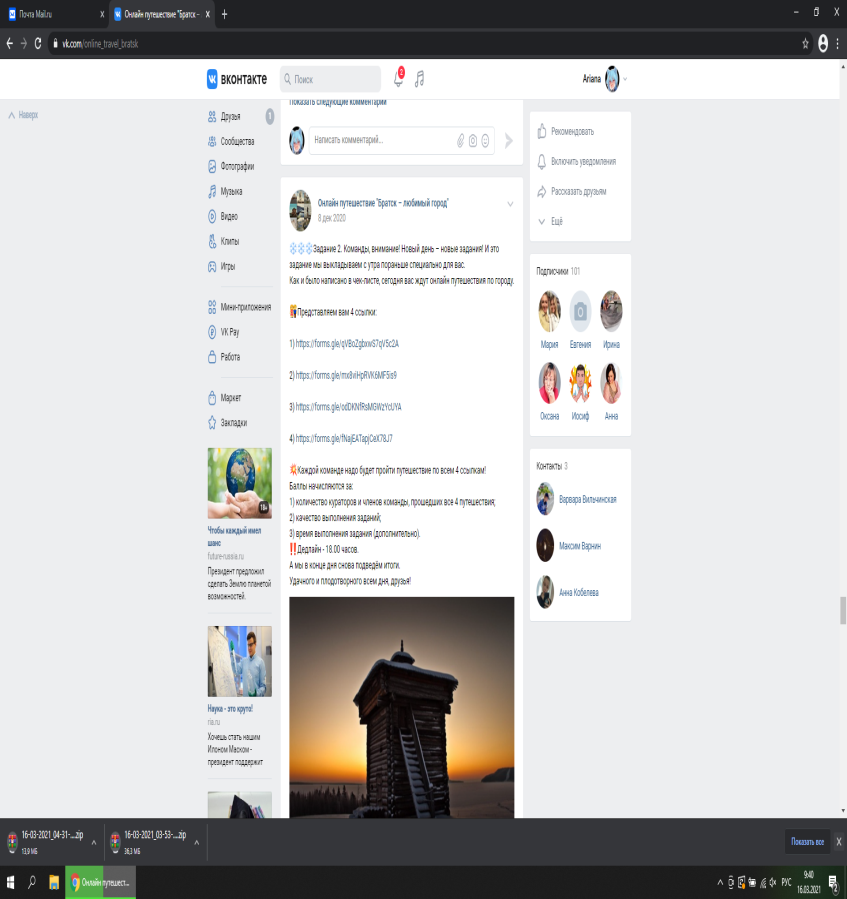 Почта Mail.ru
Онлайн путешествие "Братск –
vk.com/online_travel_bratsk
вконтакте
Поиск
2
Ariana
Наверх
Друзья
1
Сообщества
Фотографии
Музыка
Видео
Клипы
Игры
Мини-приложения
VK Pay
Работа
Маркет
Закладки
18+
Чтобы каждый имел
шанс
future-russia.ru
Президент предложил
сделать Землю планетой
возможностей.
Наука - это круто!
ria.ru
Хочешь стать нашим
Илоном Маском -
президент поддержит
Показать следующие комментарии
Написать комментарий...
Онлайн путешествие "Братск – любимый город"
8 дек 2020
Задание 2. Команды, внимание! Новый день – новые задания! И это
задание мы выкладываем с утра пораньше специально для вас.
Как и было написано в чек-листе, сегодня вас ждут онлайн путешествия по городу.
Представляем вам 4 ссылки:
1) https://forms.gle/qVBoZgbxwS7qV5c2A
2) https://forms.gle/mx8viHpRVK6MF5is9
3) https://forms.gle/odDKNfRsMGWzYcUYA
4) https://forms.gle/fNajEATapjCeX78J7
Каждой команде надо будет пройти путешествие по всем 4 ссылкам!
Баллы начисляются за:
1) количество кураторов и членов команды, прошедших все 4 путешествия;
2) качество выполнения заданий;
3) время выполнения задания (дополнительно).
‼Дедлайн - 18.00 часов.
А мы в конце дня снова подведём итоги.
Удачного и плодотворного всем дня, друзья!
Рекомендовать
Включить уведомления
Рассказать друзьям
Ещё
Подписчики 101
Мария Евгения Ирина
Оксана Иосиф Анна
Контакты 3
Варвара Вильчинская
Максим Варнин
Анна Кобелева
16-03-2021_04-31-....zip
13,9 МБ
16-03-2021_03-53-....zip
36,3 МБ
Показать все
Онлайн путешест...
РУС
9:40
16.03.2021
2